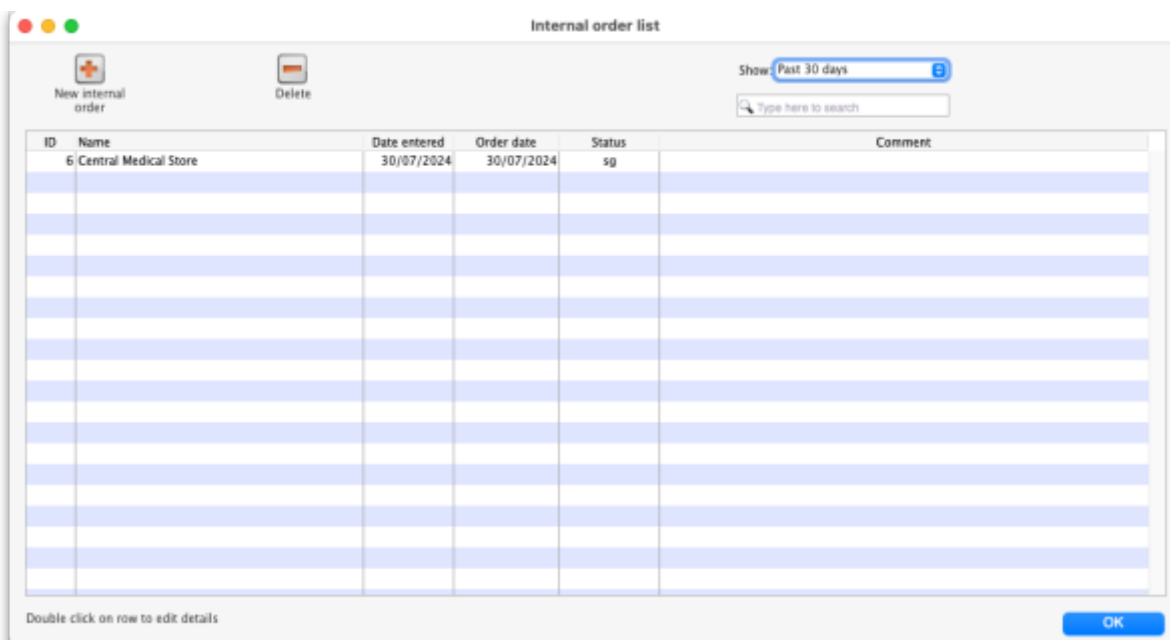 Internal order list
New internal
order
Delete
Show: Past 30 days
Type here to search
ID Name Date entered Order date Status Comment
6 Central Medical Store 30/07/2024 30/07/2024 sg
Double click on row to edit details
OK